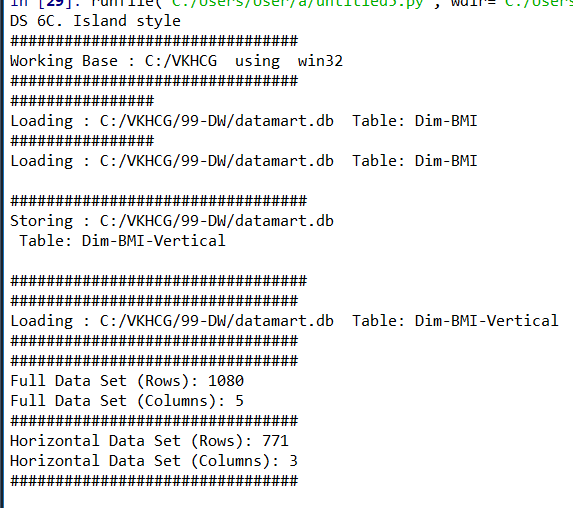 In [29]: runfile('C:/Users/User/a/untitled5.py', wdir='C:/Users
DS 6C. Island style
################################
Working Base : C:/VKHCG  using  win32
################################
################
Loading : C:/VKHCG/99-DW/datamart.db  Table: Dim-BMI
################
Loading : C:/VKHCG/99-DW/datamart.db  Table: Dim-BMI
#################################
Storing : C:/VKHCG/99-DW/datamart.db
 Table: Dim-BMI-Vertical
#################################
################################
Loading : C:/VKHCG/99-DW/datamart.db  Table: Dim-BMI-Vertical
################################
################################
Full Data Set (Rows): 1080
Full Data Set (Columns): 5
################################
Horizontal Data Set (Rows): 771
Horizontal Data Set (Columns): 3
################################